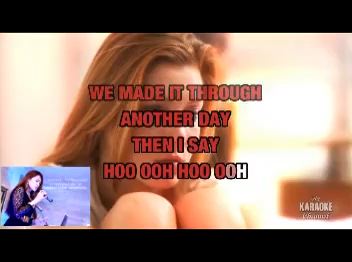 WE MADE IT THROUGH
ANOTHER DAY
THEN I SAY
HOO OOH HOO OOH
KARAOKE
Channel